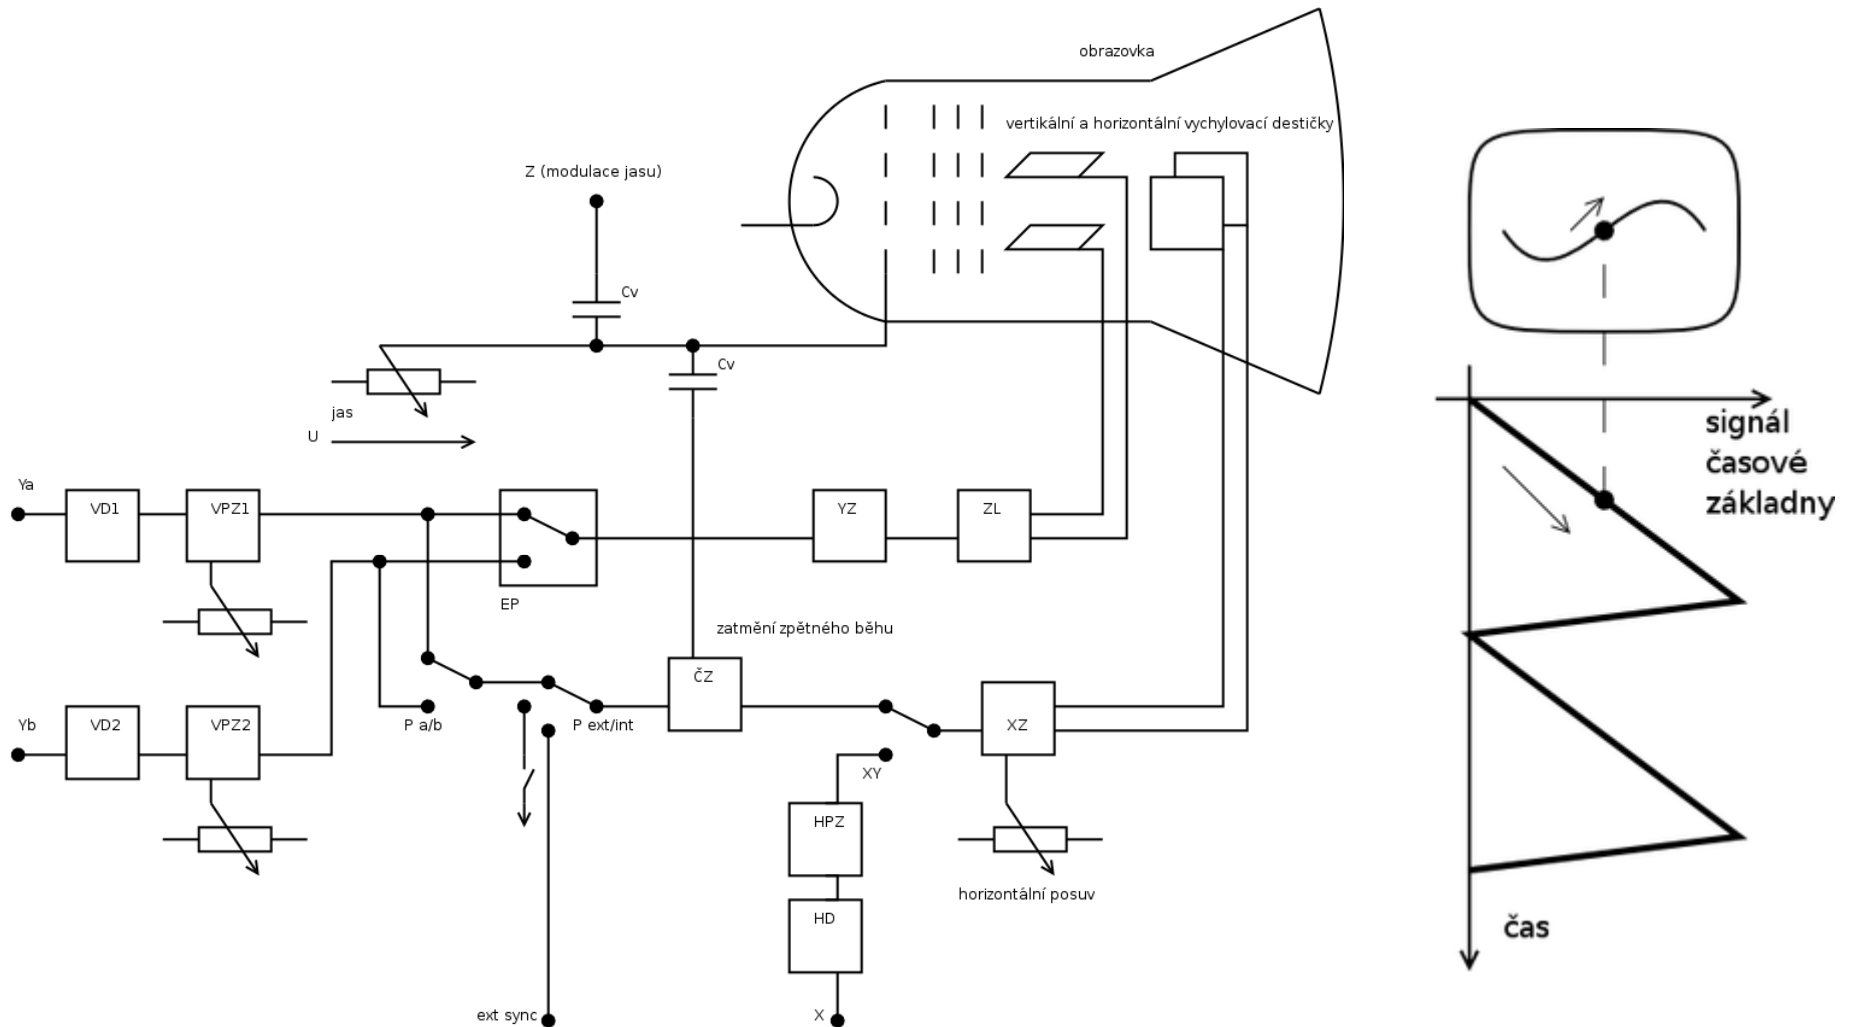 obrazovka
vertikální a horizontální vychylovací destičky
Z (modulace jasu)
Cv
Cv
jas
U
Ya
VD1
VPZ1
EP
YZ
ZL
zatmění zpětného běhu
ČZ
Yb
VD2
VPZ2
P a/b
P ext/int
XZ
XY
HPZ
HD
horizontální posuv
ext sync
X
signál
časové
základny
čas